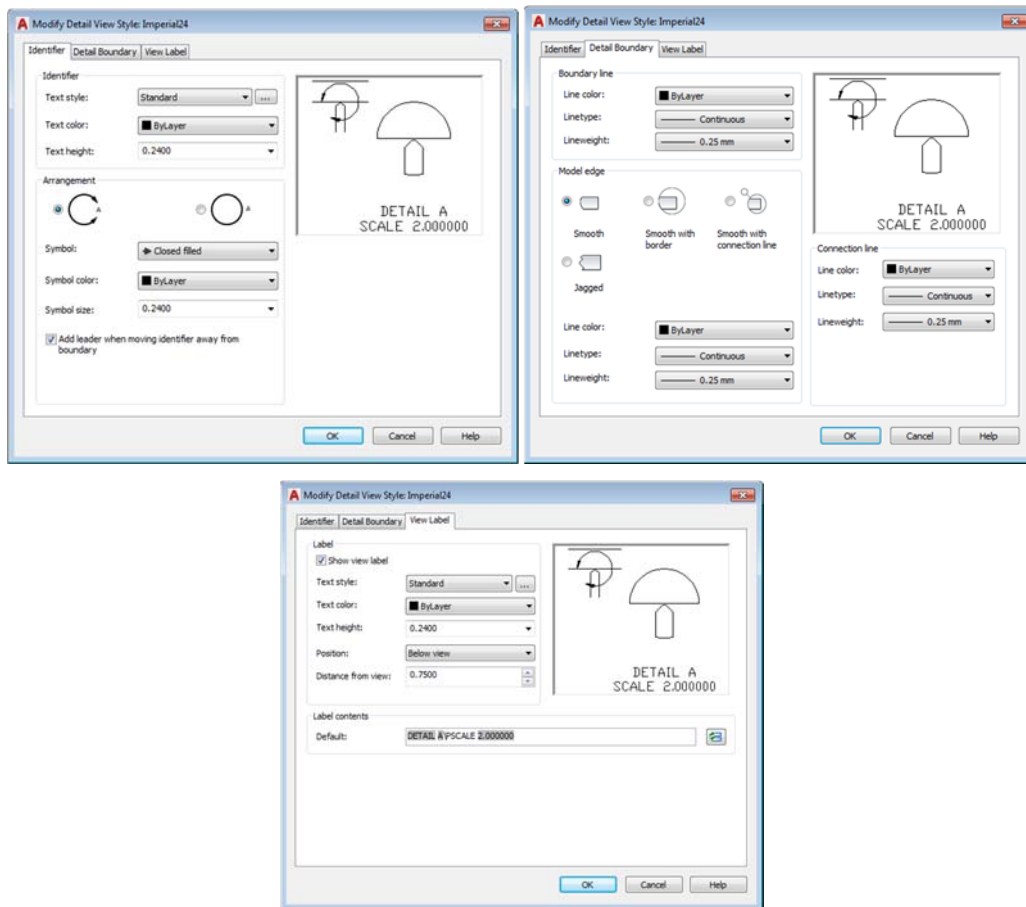 A Modify Detail View Style: Imperial24
Identifier Detail Boundary View Label
Identifier
Text style: Standard ...
Text color: ByLayer
Text height: 0.2400
Arrangement
A A
Symbol: Closed filled
Symbol color: ByLayer
Symbol size: 0.2400
Add leader when moving identifier away from
boundary
DETAIL A
SCALE 2.000000
OK Cancel Help
A Modify Detail View Style: Imperial24
Identifier Detail Boundary View Label
Boundary line
Line color: ByLayer
Linetype: Continuous
Lineweight: 0.25 mm
Model edge
Smooth Smooth with Smooth with
border connection line
Jagged
Line color: ByLayer
Linetype: Continuous
Lineweight: 0.25 mm
DETAIL A
SCALE 2.000000
Connection line
Line color: ByLayer
Linetype: Continuous
Lineweight: 0.25 mm
OK Cancel Help
A Modify Detail View Style: Imperial24
Identifier Detail Boundary View Label
Label
Show view label
Text style: Standard ...
Text color: ByLayer
Text height: 0.2400
Position: Below view
Distance from view: 0.7500
DETAIL A
SCALE 2.000000
Label contents
Default: DETAIL A\PSCALE 2.000000
OK Cancel Help